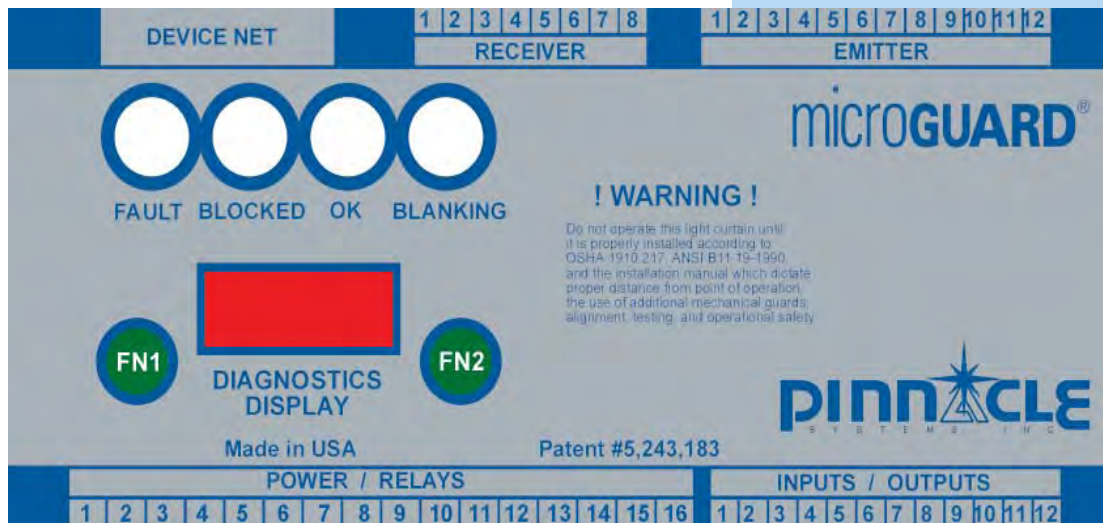 DEVICE NET
1 2 3 4 5 6 7 8
RECEIVER
1 2 3 4 5 6 7 8 9 10 11 12
EMITTER
FAULT BLOCKED OK BLANKING
microGUARD®
! WARNING !
Do not operate this light curtain until
it is properly installed according to
OSHA 1910.217, ANSI B11.19-1990,
and the installation manual which dictate
proper distance from point of operation,
the use of additional mechanical guards,
alignment, testing, and operational safety
FN1
FN2
DIAGNOSTICS
DISPLAY
PINNACLE
SYSTEMS, INC
Made in USA
Patent #5,243,183
POWER / RELAYS
1 2 3 4 5 6 7 8 9 10 11 12 13 14 15 16
INPUTS / OUTPUTS
1 2 3 4 5 6 7 8 9 10 11 12